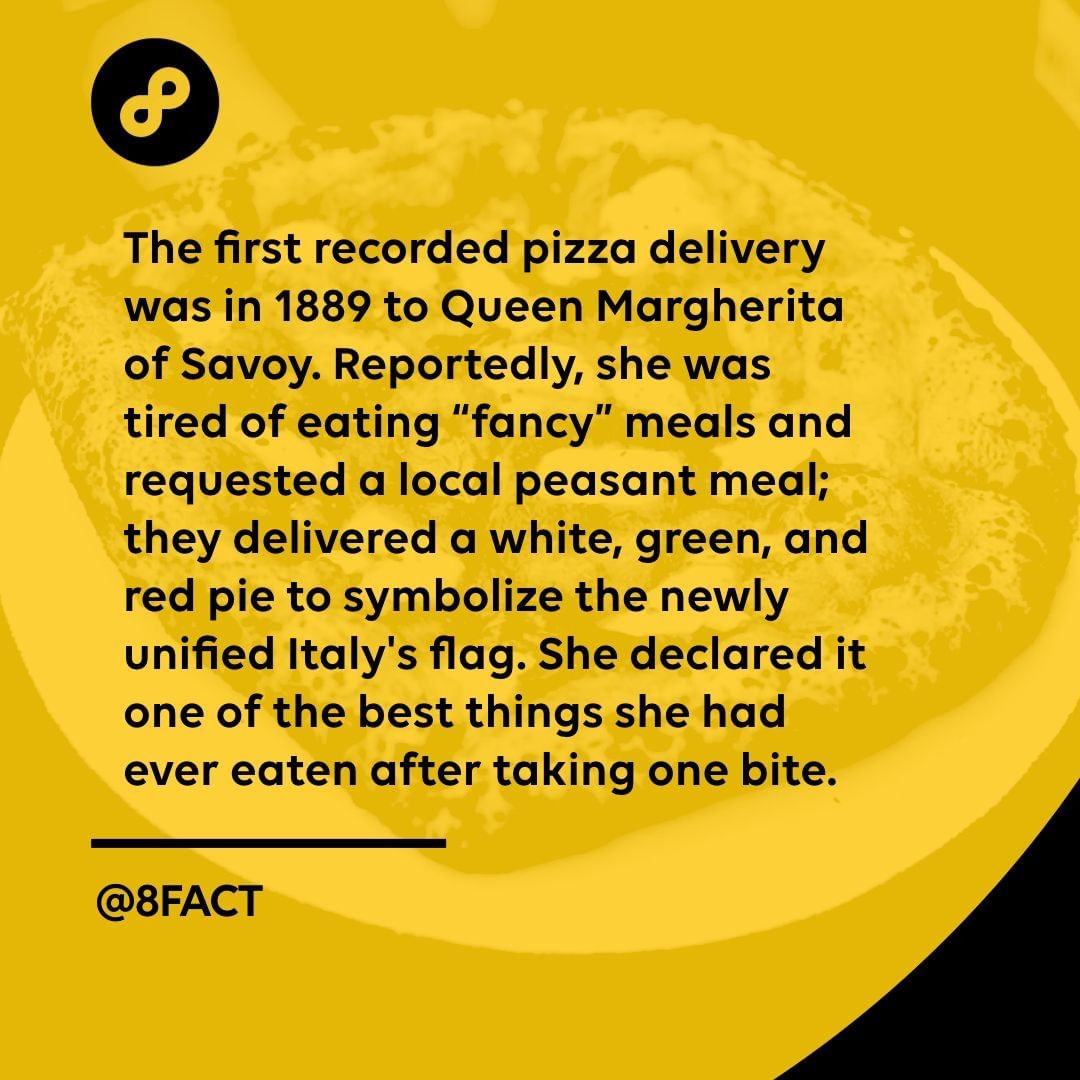 The first recorded pizza delivery
was in 1889 to Queen Margherita
of Savoy. Reportedly, she was
tired of eating “fancy” meals and
requested a local peasant meal;
they delivered a white, green, and
red pie to symbolize the newly
unified Italy's flag. She declared it
one of the best things she had
ever eaten after taking one bite.
@8FACT